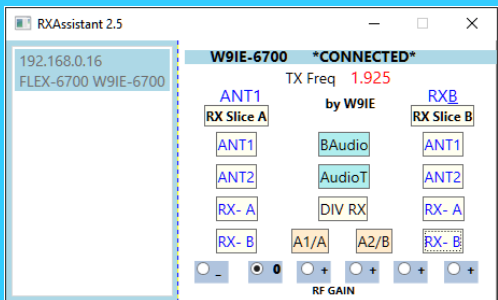 RXAssistant 2.5
192.168.0.16
FLEX-6700 W9IE-6700
W9IE-6700 *CONNECTED*
TX Freq 1.925
ANT1 by W9IE RXB
RX Slice A RX Slice B
ANT1 BAudio ANT1
ANT2 AudioT ANT2
RX- A DIV RX RX- A
RX- B A1/A A2/B RX- B
- 0 + + + +
RF GAIN